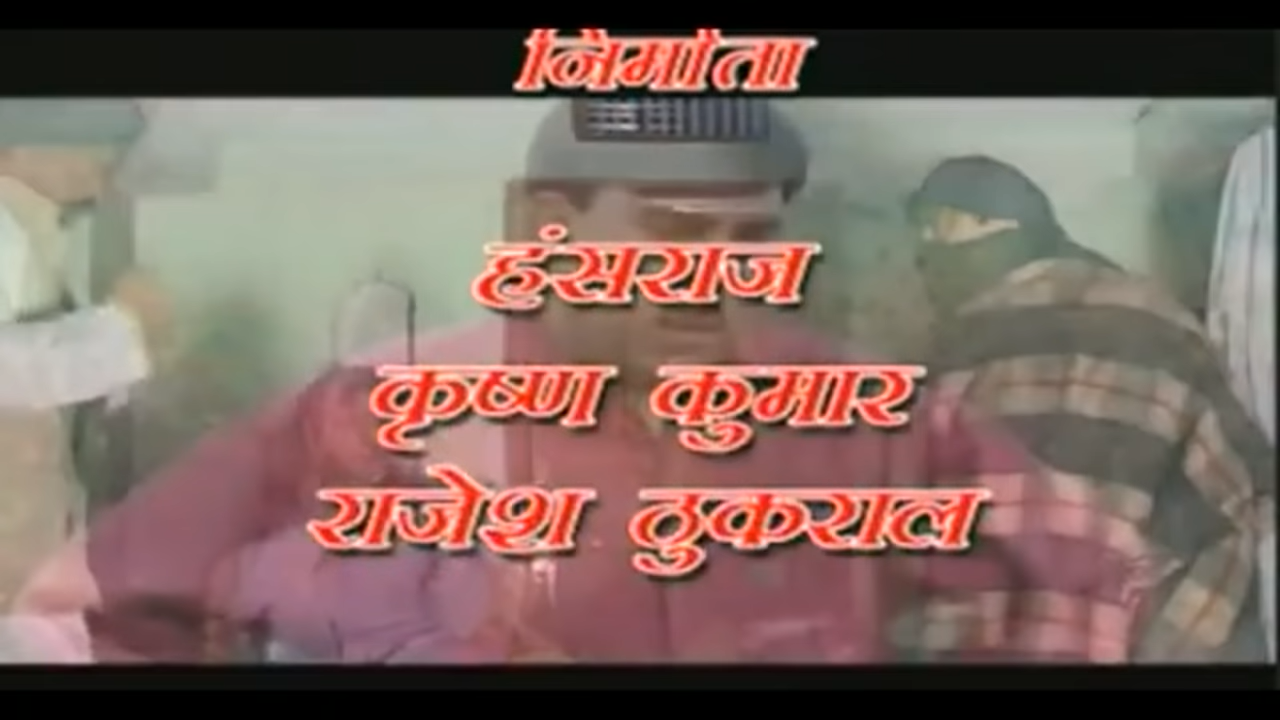 निर्माता
हंसराज
कृष्ण कुमार
राजेश ठुकराल